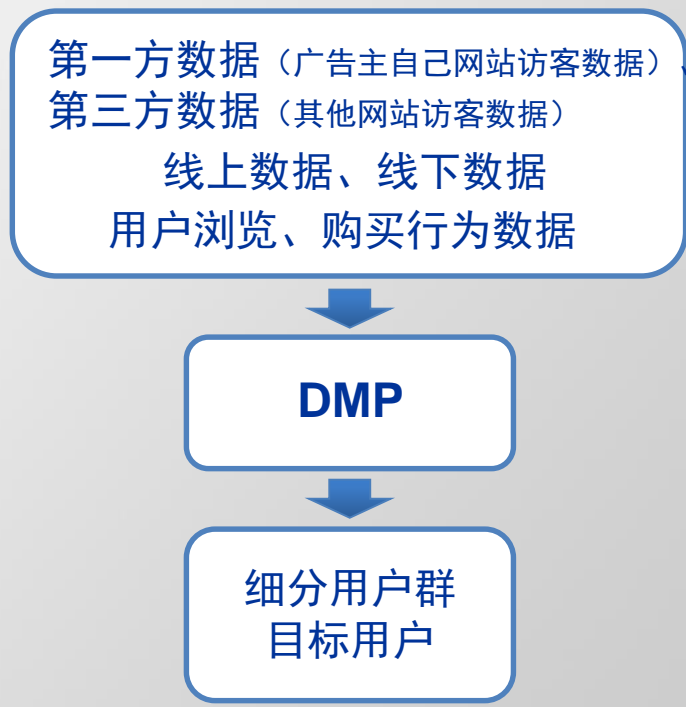 第一方数据（广告主自己网站访客数据）、
第三方数据（其他网站访客数据）
线上数据、线下数据
用户浏览、购买行为数据
DMP
细分用户群
目标用户